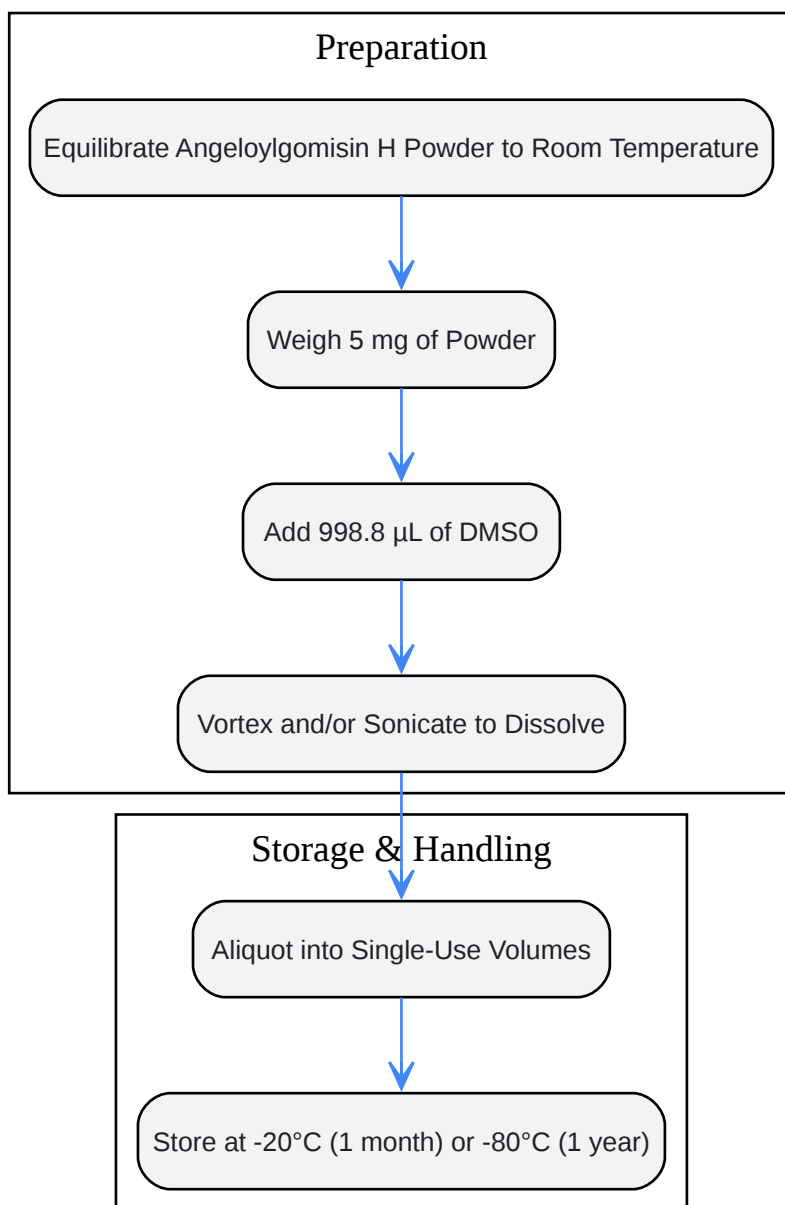 Preparation
Equilibrate Angeloylgomisin H Powder to Room Temperature
Weigh 5 mg of Powder
Add 998.8 µL of DMSO
Vortex and/or Sonicate to Dissolve
Storage & Handling
Aliquot into Single-Use Volumes
Store at -20°C (1 month) or -80°C (1 year)